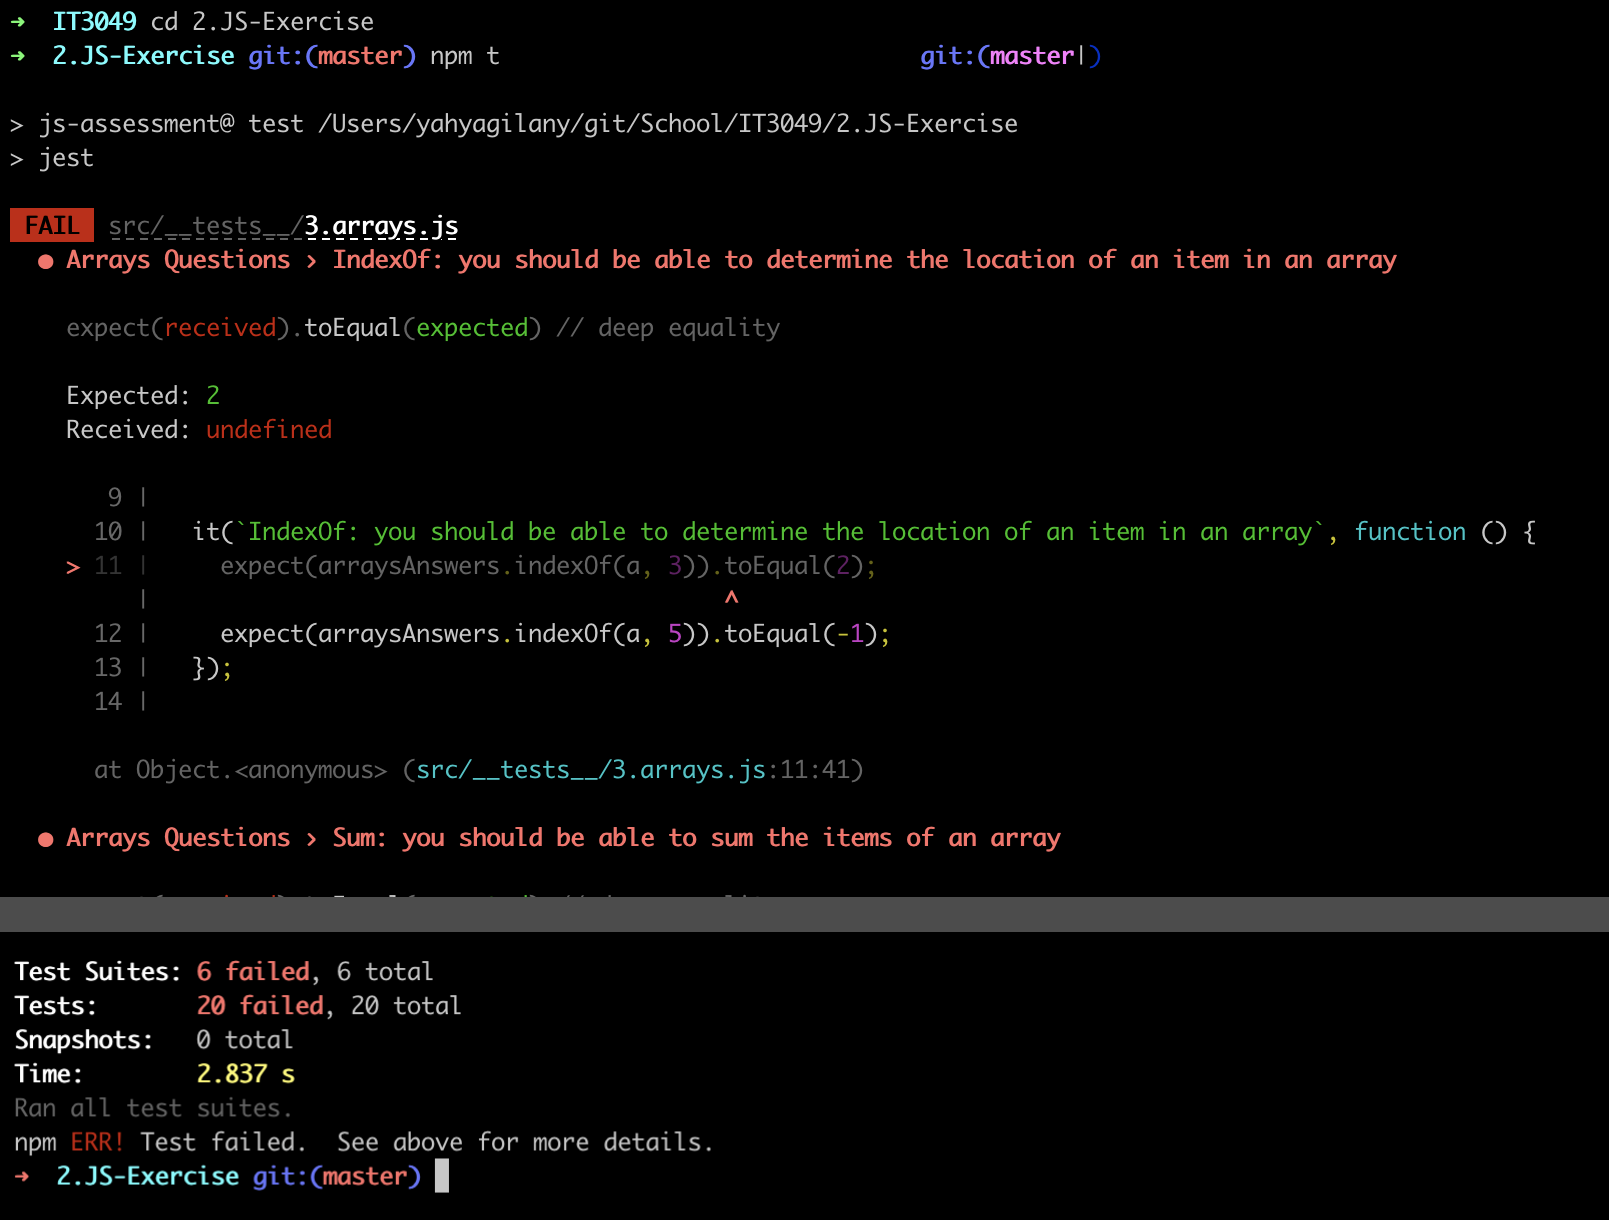 ➜  IT3049 cd 2.JS-Exercise
➜  2.JS-Exercise git:(master) npm t                              git:(master|)
> js-assessment@ test /Users/yahyagilany/git/School/IT3049/2.JS-Exercise
> jest
FAIL src/__tests__/3.arrays.js
● Arrays Questions › IndexOf: you should be able to determine the location of an item in an array
expect(received).toEqual(expected) // deep equality
Expected: 2
Received: undefined
9 |
10 |   it(`IndexOf: you should be able to determine the location of an item in an array`, function () {
> 11 |     expect(arraysAnswers.indexOf(a, 3)).toEqual(2);
|                                         ^
12 |     expect(arraysAnswers.indexOf(a, 5)).toEqual(-1);
13 |   });
14 |
at Object.<anonymous> (src/__tests__/3.arrays.js:11:41)
● Arrays Questions › Sum: you should be able to sum the items of an array
Test Suites: 6 failed, 6 total
Tests:       20 failed, 20 total
Snapshots:   0 total
Time:        2.837 s
Ran all test suites.
npm ERR! Test failed.  See above for more details.
➜  2.JS-Exercise git:(master)